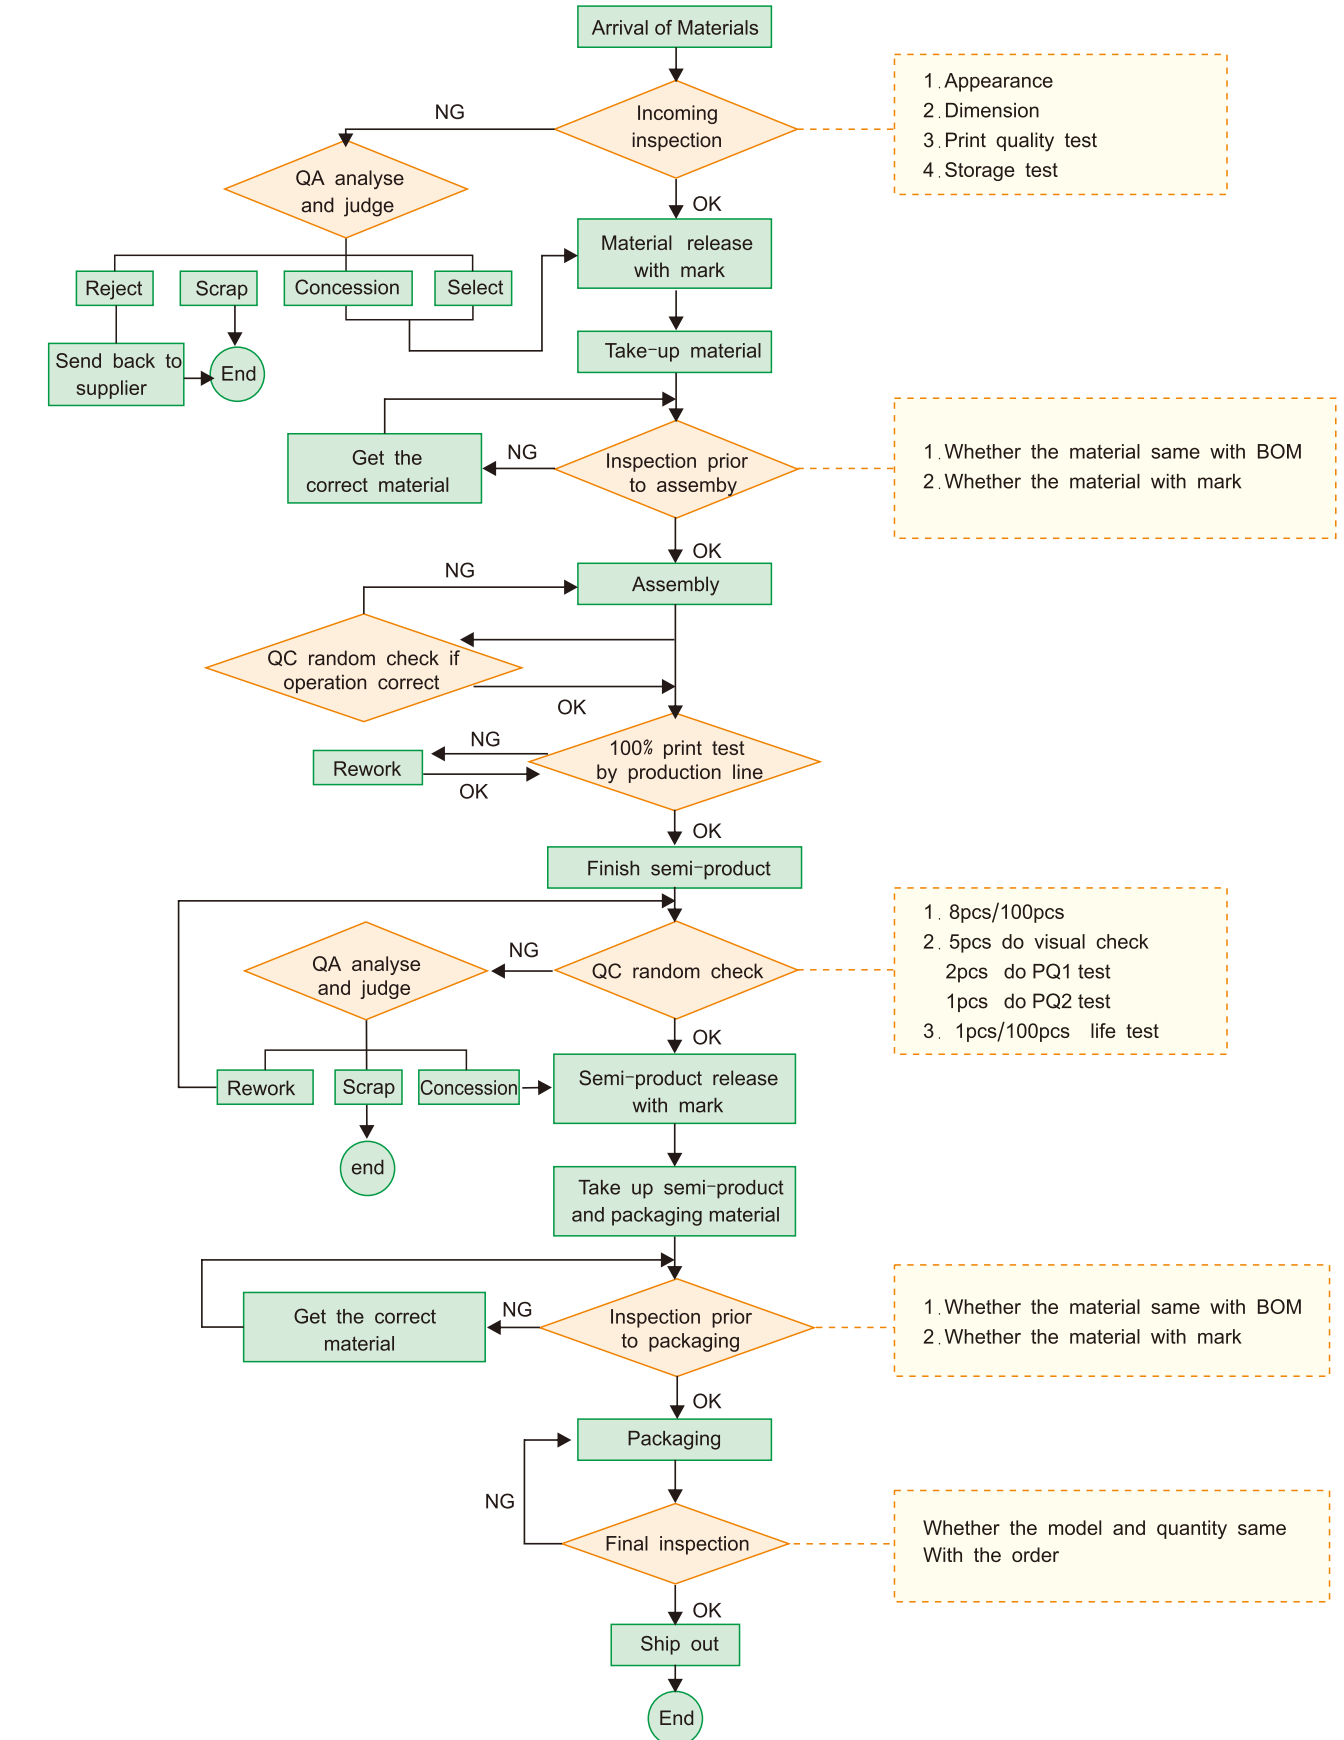 Arrival of Materials
NG
Incoming
inspection
1.Appearance
2.Dimension
3.Print quality test
4.Storage test
QA analyse
and judge
OK
Material release
with mark
Reject
Scrap
Concession
Select
Send back to
supplier
End
Take-up material
Get the
correct material
NG
Inspection prior
to assemby
1.Whether the material same with BOM
2.Whether the material with mark
OK
NG
Assembly
QC random check if
operation correct
OK
NG
Rework
OK
100% print test
by production line
OK
Finish semi-product
QA analyse
and judge
NG
QC random check
1. 8pcs/100pcs
2. 5pcs do visual check
2pcs do PQ1 test
1pcs do PQ2 test
3. 1pcs/100pcs life test
OK
Rework
Scrap
Concession
Semi-product release
with mark
end
Take up semi-product
and packaging material
Get the correct
material
NG
Inspection prior
to packaging
1.Whether the material same with BOM
2.Whether the material with mark
OK
Packaging
NG
Final inspection
Whether the model and quantity same
With the order
OK
Ship out
End